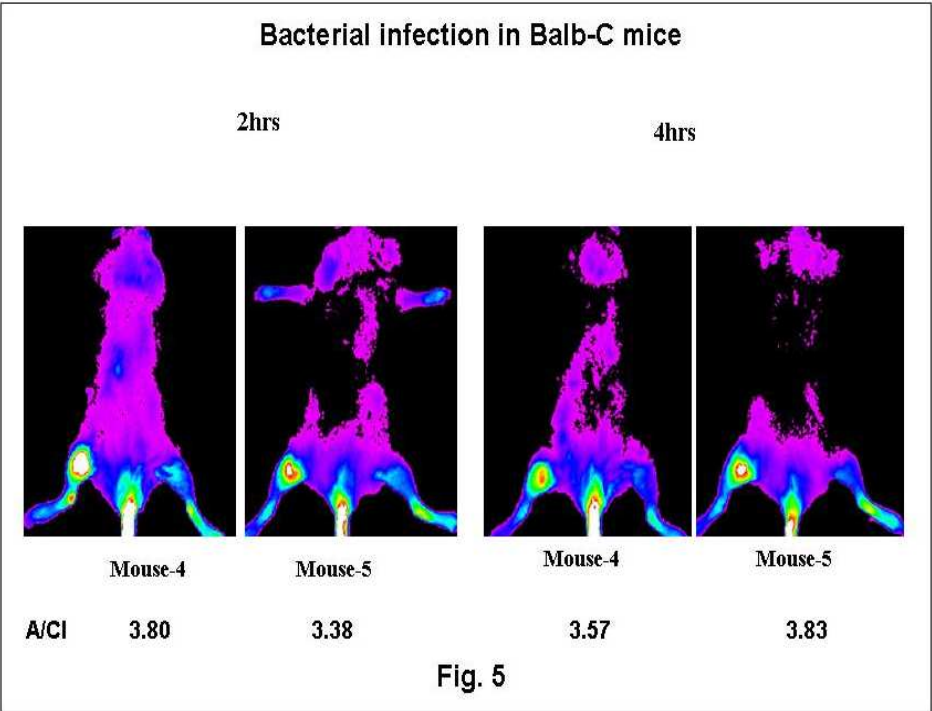 Bacterial infection in Balb-C mice
2hrs 4hrs
Mouse-4 Mouse-5 Mouse-4 Mouse-5
A/Cl 3.80 3.38 3.57 3.83
Fig. 5